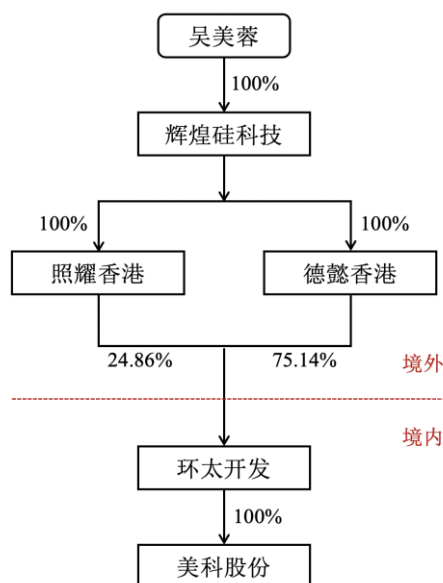 吴美蓉
100%
辉煌硅科技
100%
100%
照耀香港
德懿香港
24.86%
75.14%
境外
境内
环太开发
100%
美科股份